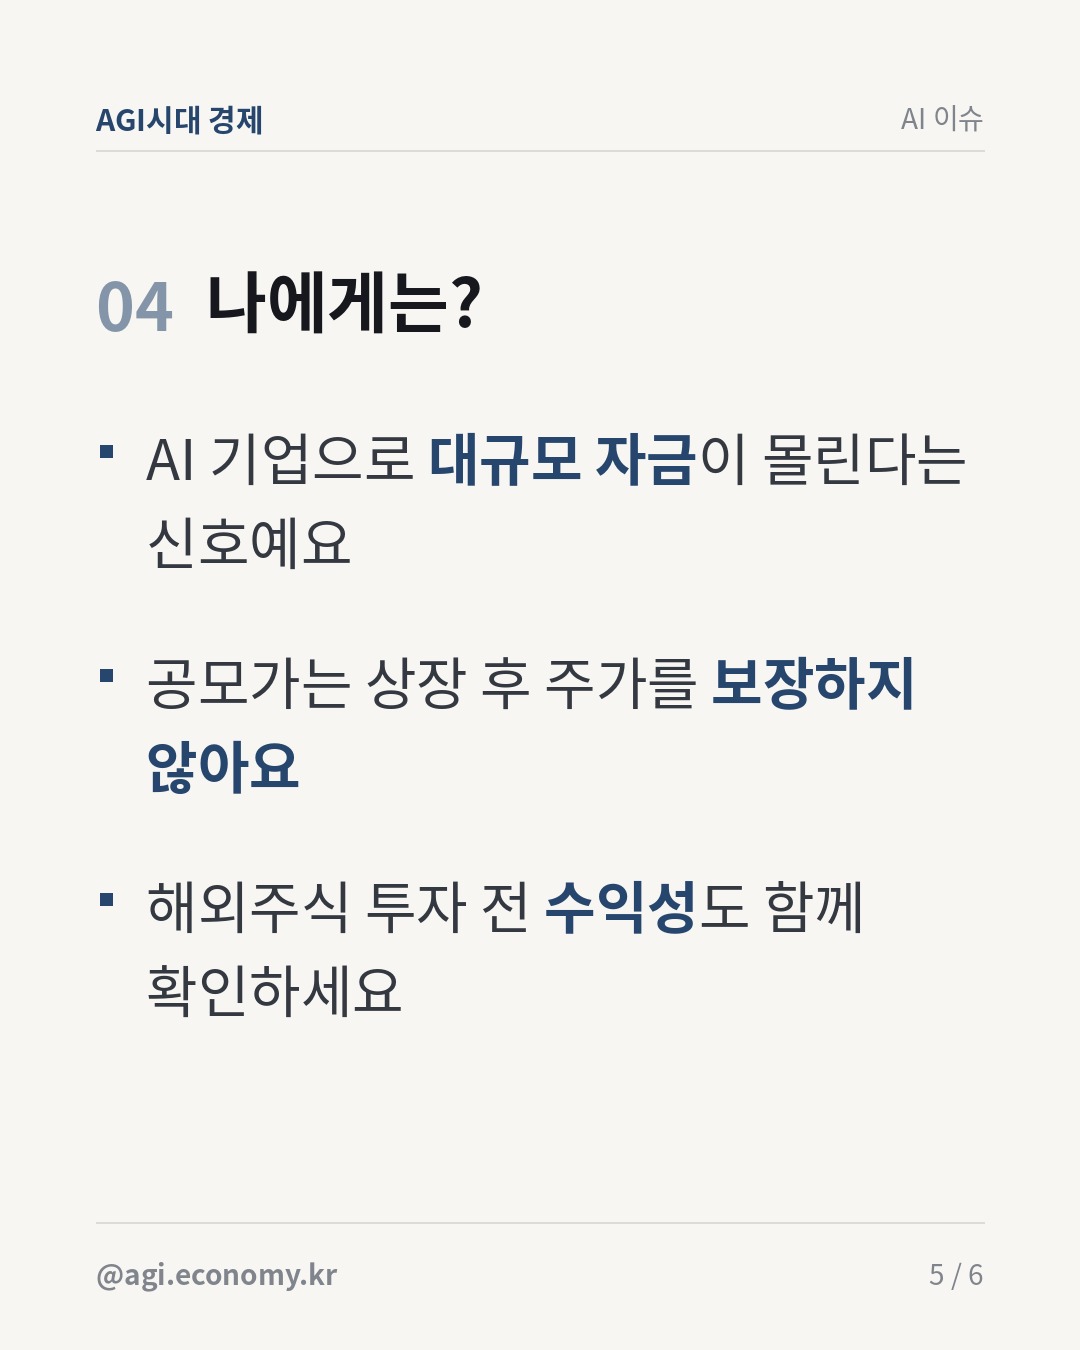 AGI시대 경제
AI 이슈
04 나에게는?
▪ AI 기업으로 대규모 자금이 몰린다는
신호예요
▪ 공모가는 상장 후 주가를 보장하지
않아요
▪ 해외주식 투자 전 수익성도 함께
확인하세요
@agi.economy.kr
5 / 6